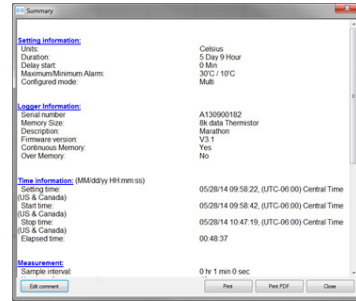 Summary
Setting information:
Units: Celsius
Duration: 5 Day 9 Hour
Delay start: 0 Min
Maximum/Minimum Alarm: 30'C / 10'C
Configured mode: Multi
Logger Information:
Serial number A130900182
Memory Size: 8k data Thermistor
Description: Marathon
Firmware version: V3.1
Continuous Memory: Yes
Over Memory: No
Time information: (MM/dd/yy HH:mm:ss)
Setting time: 05/28/14 09:58:22, (UTC-06:00) Central Time
(US & Canada)
Start time: 05/28/14 09:58:42, (UTC-06:00) Central Time
(US & Canada)
Stop time: 05/28/14 10:47:19, (UTC-06:00) Central Time
(US & Canada)
Elapsed time: 00:48:37
Measurement:
Sample interval: 0 hr 1 min 0 sec
Edit comment Print Print PDF Close